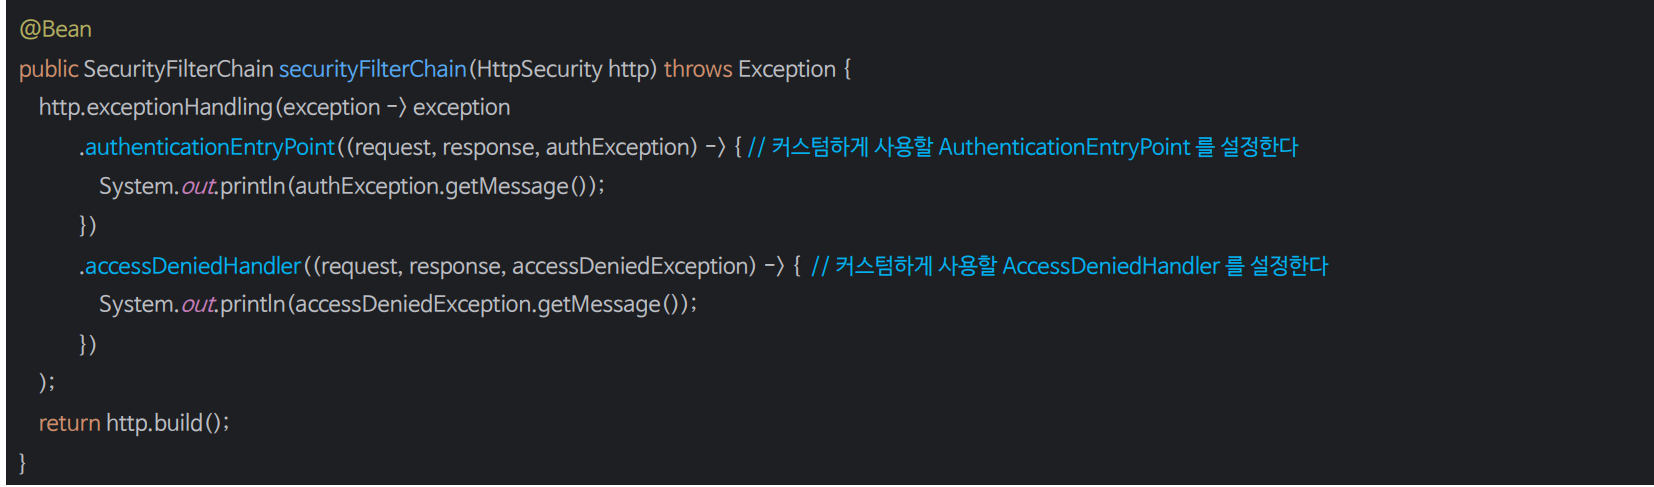 @Bean
public SecurityFilterChain securityFilterChain(HttpSecurity http) throws Exception {
http.exceptionHandling(exception -> exception
.authenticationEntryPoint((request, response, authException) -> { // 커스텀하게 사용할 AuthenticationEntryPoint 를 설정한다
System.out.println(authException.getMessage());
})
.accessDeniedHandler((request, response, accessDeniedException) -> { // 커스텀하게 사용할 AccessDeniedHandler 를 설정한다
System.out.println(accessDeniedException.getMessage());
})
);
return http.build();
}